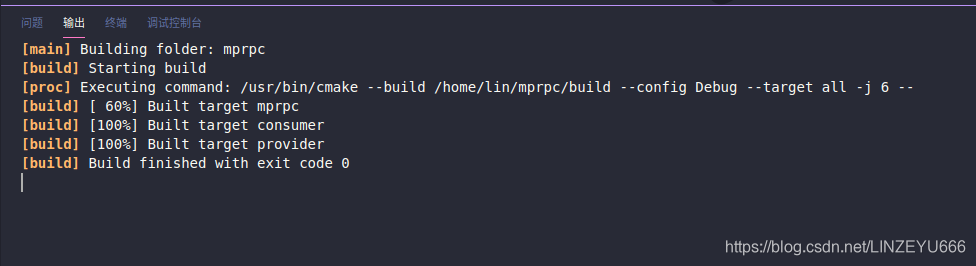 问题 输出 终端 调试控制台
[main] Building folder: mprpc
[build] Starting build
[proc] Executing command: /usr/bin/cmake --build /home/lin/mprpc/build --config Debug --target all -j 6 --
[build] [ 60%] Built target mprpc
[build] [100%] Built target consumer
[build] [100%] Built target provider
[build] Build finished with exit code 0
https://blog.csdn.net/LINZEYU666